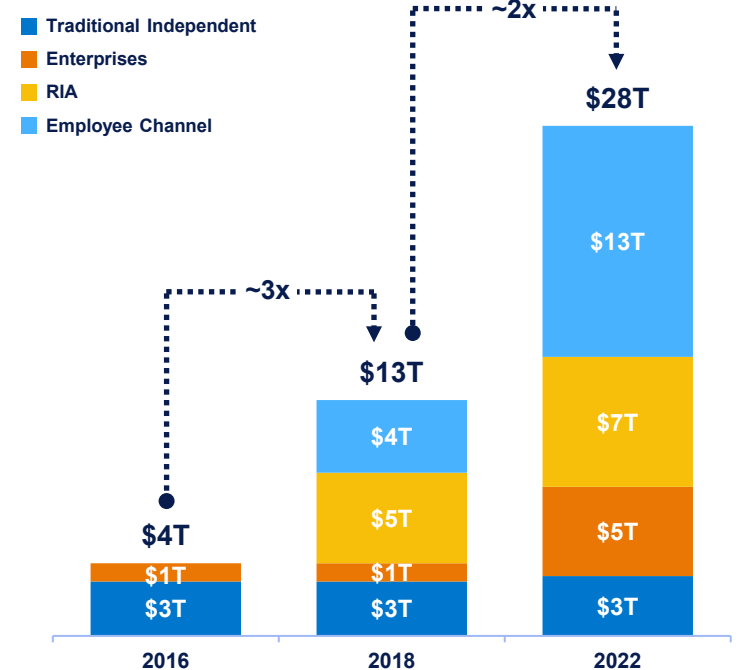 Traditional Independent
Enterprises
RIA
Employee Channel
~2x
$28T
$13T
~3x
$13T
$7T
$4T
$5T
$4T
$5T
$1T
$1T
$3T
$3T
$3T
2016
2018
2022